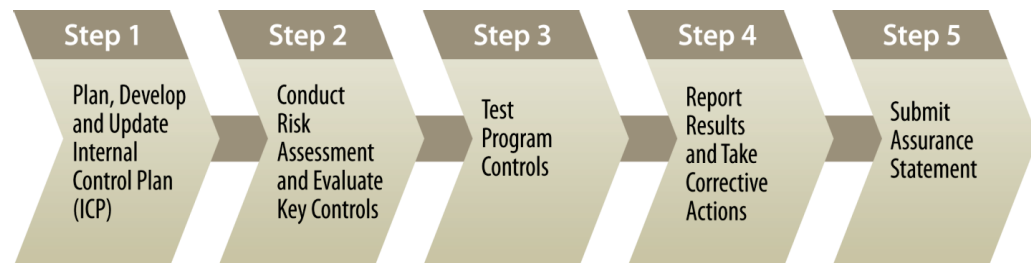 Step 1
Plan, Develop
and Update
Internal
Control Plan
(ICP)
Step 2
Conduct
Risk
Assessment
and Evaluate
Key Controls
Step 3
Test
Program
Controls
Step 4
Report
Results
and Take
Corrective
Actions
Step 5
Submit
Assurance
Statement